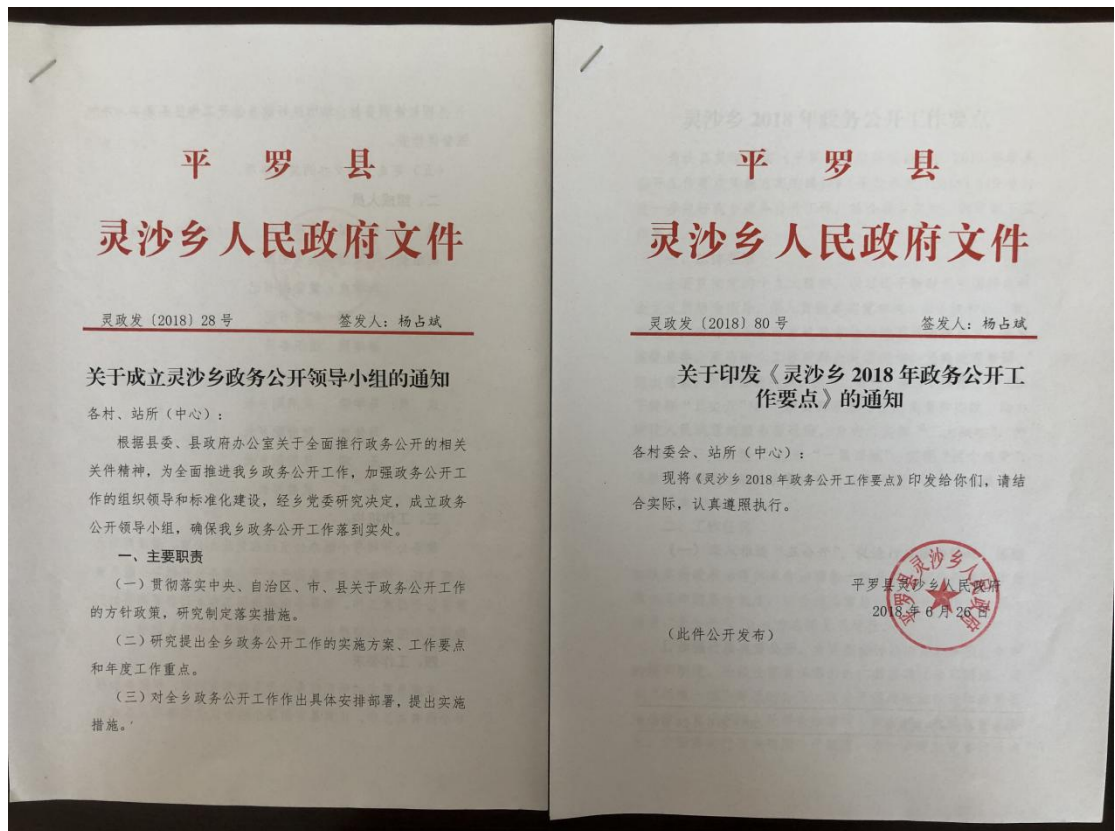 平罗县
灵沙乡人民政府文件
灵政发〔2018〕28号 签发人：杨占斌
关于成立灵沙乡政务公开领导小组的通知
各村、站所（中心）：
根据县委、县政府办公室关于全面推行政务公开的相关
关件精神，为全面推进我乡政务公开工作，加强政务公开工
作的组织领导和标准化建设，经乡党委研究决定，成立政务
公开领导小组，确保我乡政务公开工作落到实处。
一、主要职责
（一）贯彻落实中央、自治区、市、县关于政务公开工作
的方针政策，研究制定落实措施。
（二）研究提出全乡政务公开工作的实施方案、工作要点
和年度工作重点。
（三）对全乡政务公开工作作出具体安排部署，提出实施
措施。
平罗县
灵沙乡人民政府文件
灵政发〔2018〕80号 签发人：杨占斌
关于印发《灵沙乡2018年政务公开工
作要点》的通知
各村委会、站所（中心）：
现将《灵沙乡2018年政务公开工作要点》印发给你们，请结
合实际，认真遵照执行。
平罗县灵沙乡人民政府
2018年6月26日
平罗县灵沙乡人民政府
（此件公开发布）